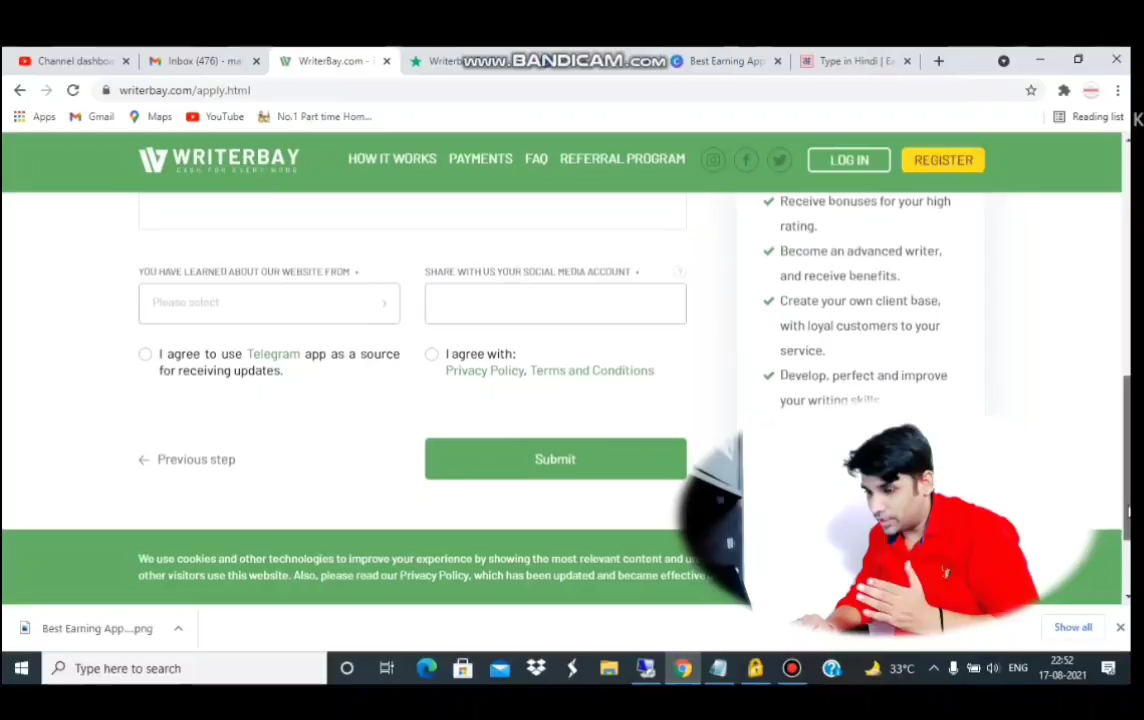 www.BANDICAM.com
Channel dashbo
Inbox (476) - ma
WriterBay.com -
Writerb
Best Earning App
Type in Hindi | Ea
writerbay.com/apply.html
Apps
Gmail
Maps
YouTube
No.1 Part time Hom...
Reading list
K
WRITERBAY
HOW IT WORKS
PAYMENTS
FAQ
REFERRAL PROGRAM
LOG IN
REGISTER
Receive bonuses for your high
rating.
Become an advanced writer,
and receive benefits.
Create your own client base,
with loyal customers to your
service.
Develop, perfect and improve
your writing skills
YOU HAVE LEARNED ABOUT OUR WEBSITE FROM
SHARE WITH US YOUR SOCIAL MEDIA ACCOUNT
?
Please select
I agree to use Telegram app as a source
for receiving updates.
I agree with:
Privacy Policy, Terms and Conditions
Previous step
Submit
We use cookies and other technologies to improve your experience by showing the most relevant content and
other visitors use this website. Also, please read our Privacy Policy, which has been updated and became effective
Best Earning App....png
Show all
Type here to search
33°C
ENG
22:52
17-08-2021